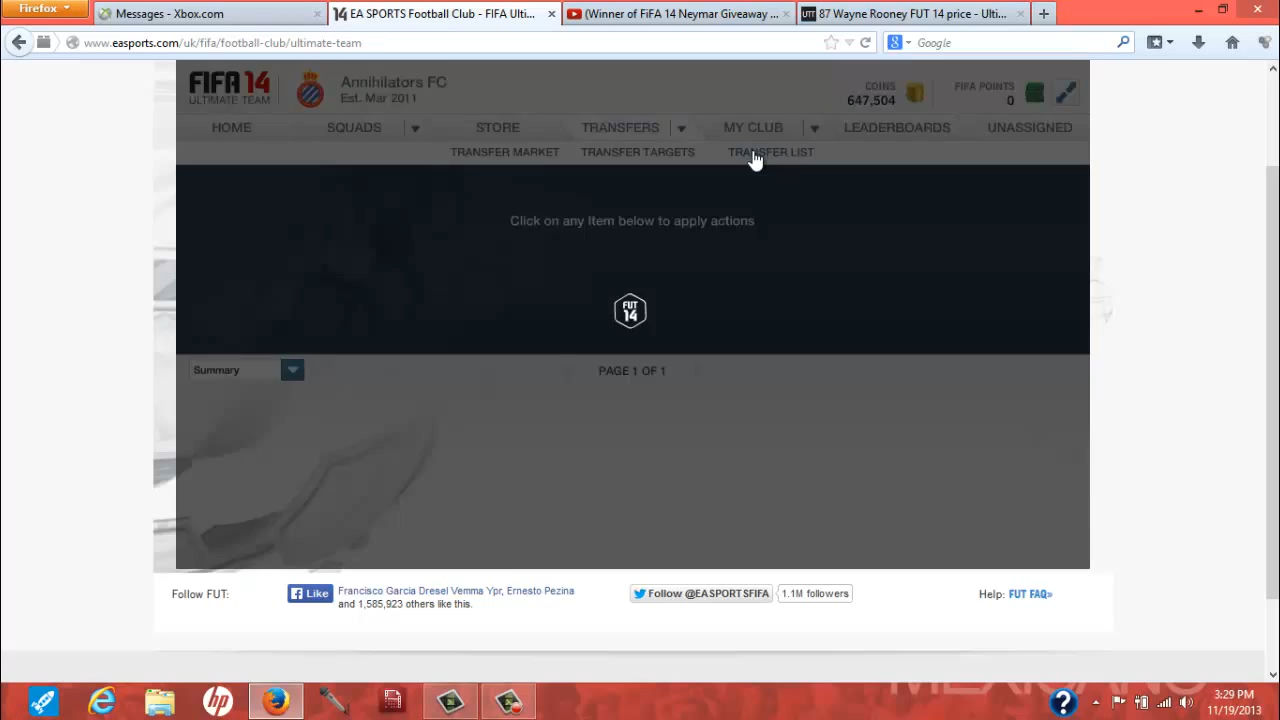 Firefox
Messages - Xbox.com
14 EA SPORTS Football Club - FIFA Ulti...
(Winner of FiFA 14 Neymar Giveaway ...
UTT 87 Wayne Rooney FUT 14 price - Ulti...
www.easports.com/uk/fifa/football-club/ultimate-team
Google
FIFA 14
ULTIMATE TEAM
Annihilators FC
Est. Mar 2011
COINS
647,504
FIFA POINTS
0
HOME SQUADS STORE TRANSFERS MY CLUB LEADERBOARDS UNASSIGNED
TRANSFER MARKET TRANSFER TARGETS TRANSFER LIST
Click on any Item below to apply actions
FUT
14
Summary
PAGE 1 OF 1
Follow FUT:
Like
Francisco Garcia Dresel Vemma Ypr, Ernesto Pezina
and 1,585,923 others like this.
Follow @EASPORTSFIFA
1.1M followers
Help: FUT FAQ»
MEXICANO
hp
?
3:29 PM
11/19/2013